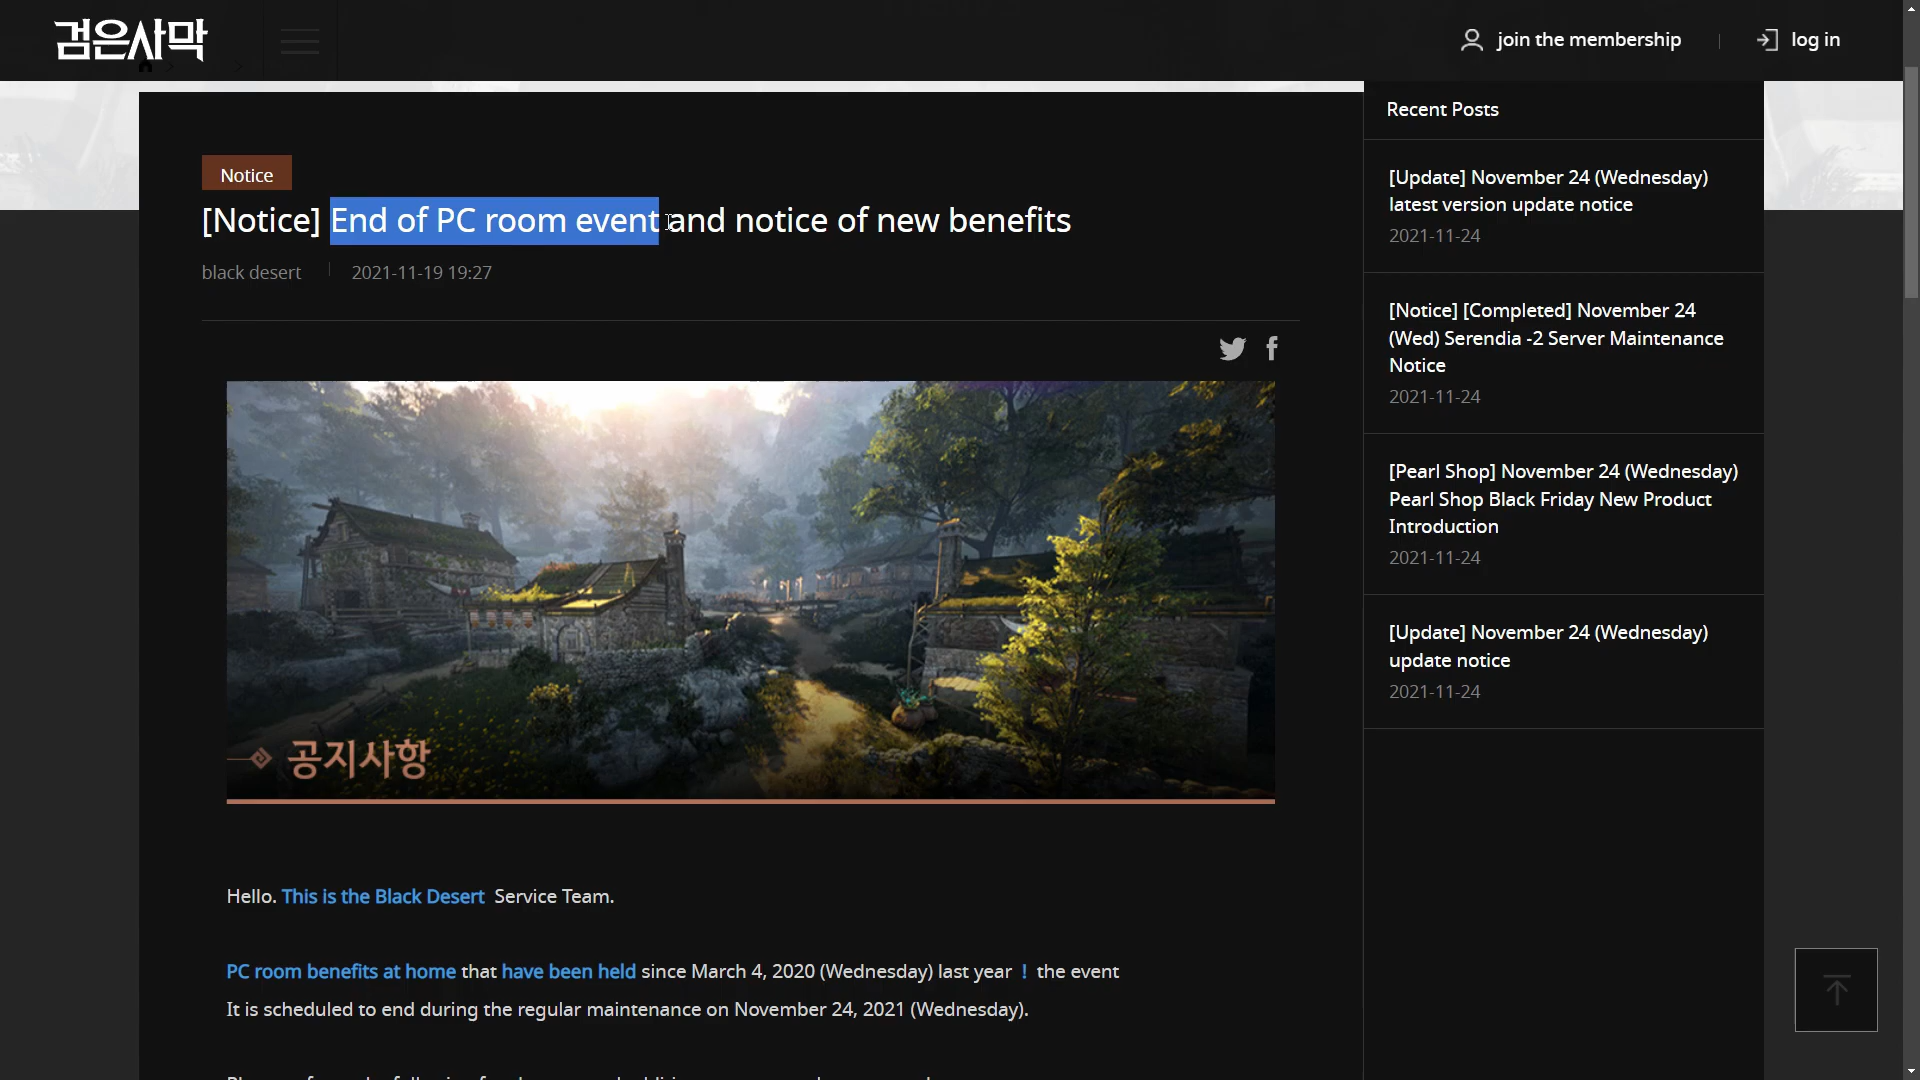 검은사막
join the membership
log in
Notice
[Notice] End of PC room event and notice of new benefits
black desert
2021-11-19 19:27
공지사항
Hello. This is the Black Desert Service Team.
PC room benefits at home that have been held since March 4, 2020 (Wednesday) last year ! the event
It is scheduled to end during the regular maintenance on November 24, 2021 (Wednesday).
Recent Posts
[Update] November 24 (Wednesday)
latest version update notice
2021-11-24
[Notice] [Completed] November 24
(Wed) Serendia -2 Server Maintenance
Notice
2021-11-24
[Pearl Shop] November 24 (Wednesday)
Pearl Shop Black Friday New Product
Introduction
2021-11-24
[Update] November 24 (Wednesday)
update notice
2021-11-24